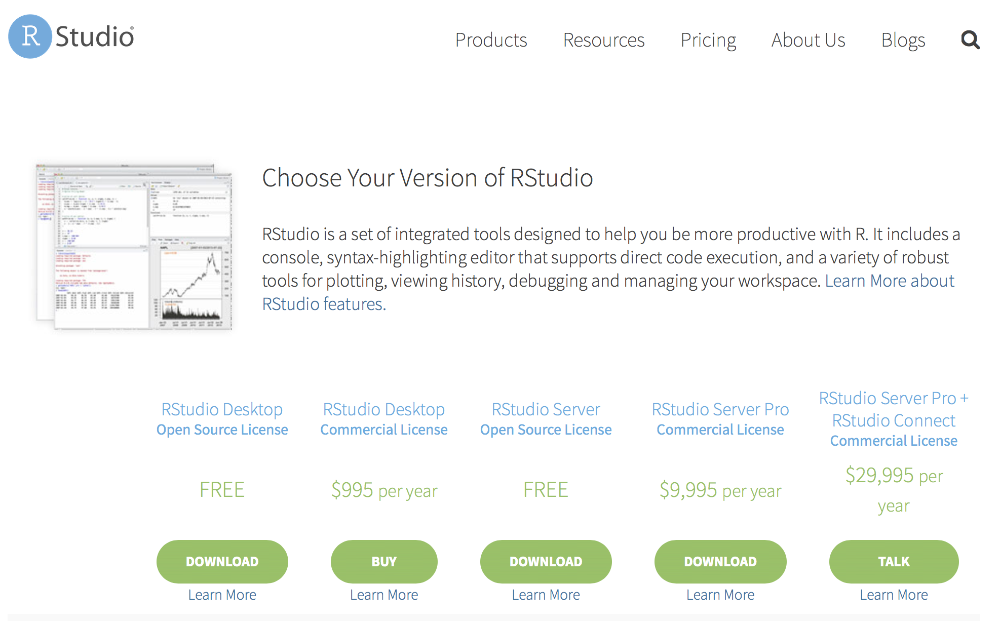 R Studio®
Products Resources Pricing About Us Blogs
Choose Your Version of RStudio
RStudio is a set of integrated tools designed to help you be more productive with R. It includes a
console, syntax-highlighting editor that supports direct code execution, and a variety of robust
tools for plotting, viewing history, debugging and managing your workspace. Learn More about
RStudio features.
RStudio Desktop
Open Source License
FREE
DOWNLOAD
Learn More
RStudio Desktop
Commercial License
$995 per year
BUY
Learn More
RStudio Server
Open Source License
FREE
DOWNLOAD
Learn More
RStudio Server Pro
Commercial License
$9,995 per year
DOWNLOAD
Learn More
RStudio Server Pro +
RStudio Connect
Commercial License
$29,995 per
year
TALK
Learn More